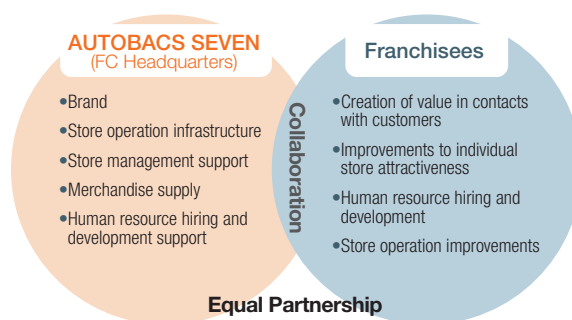 AUTOBACS SEVEN
(FC Headquarters)
•Brand
•Store operation infrastructure
•Store management support
•Merchandise supply
•Human resource hiring and
development support
Collaboration
Franchisees
•Creation of value in contacts
with customers
•Improvements to individual
store attractiveness
•Human resource hiring and
development
•Store operation improvements
Equal Partnership